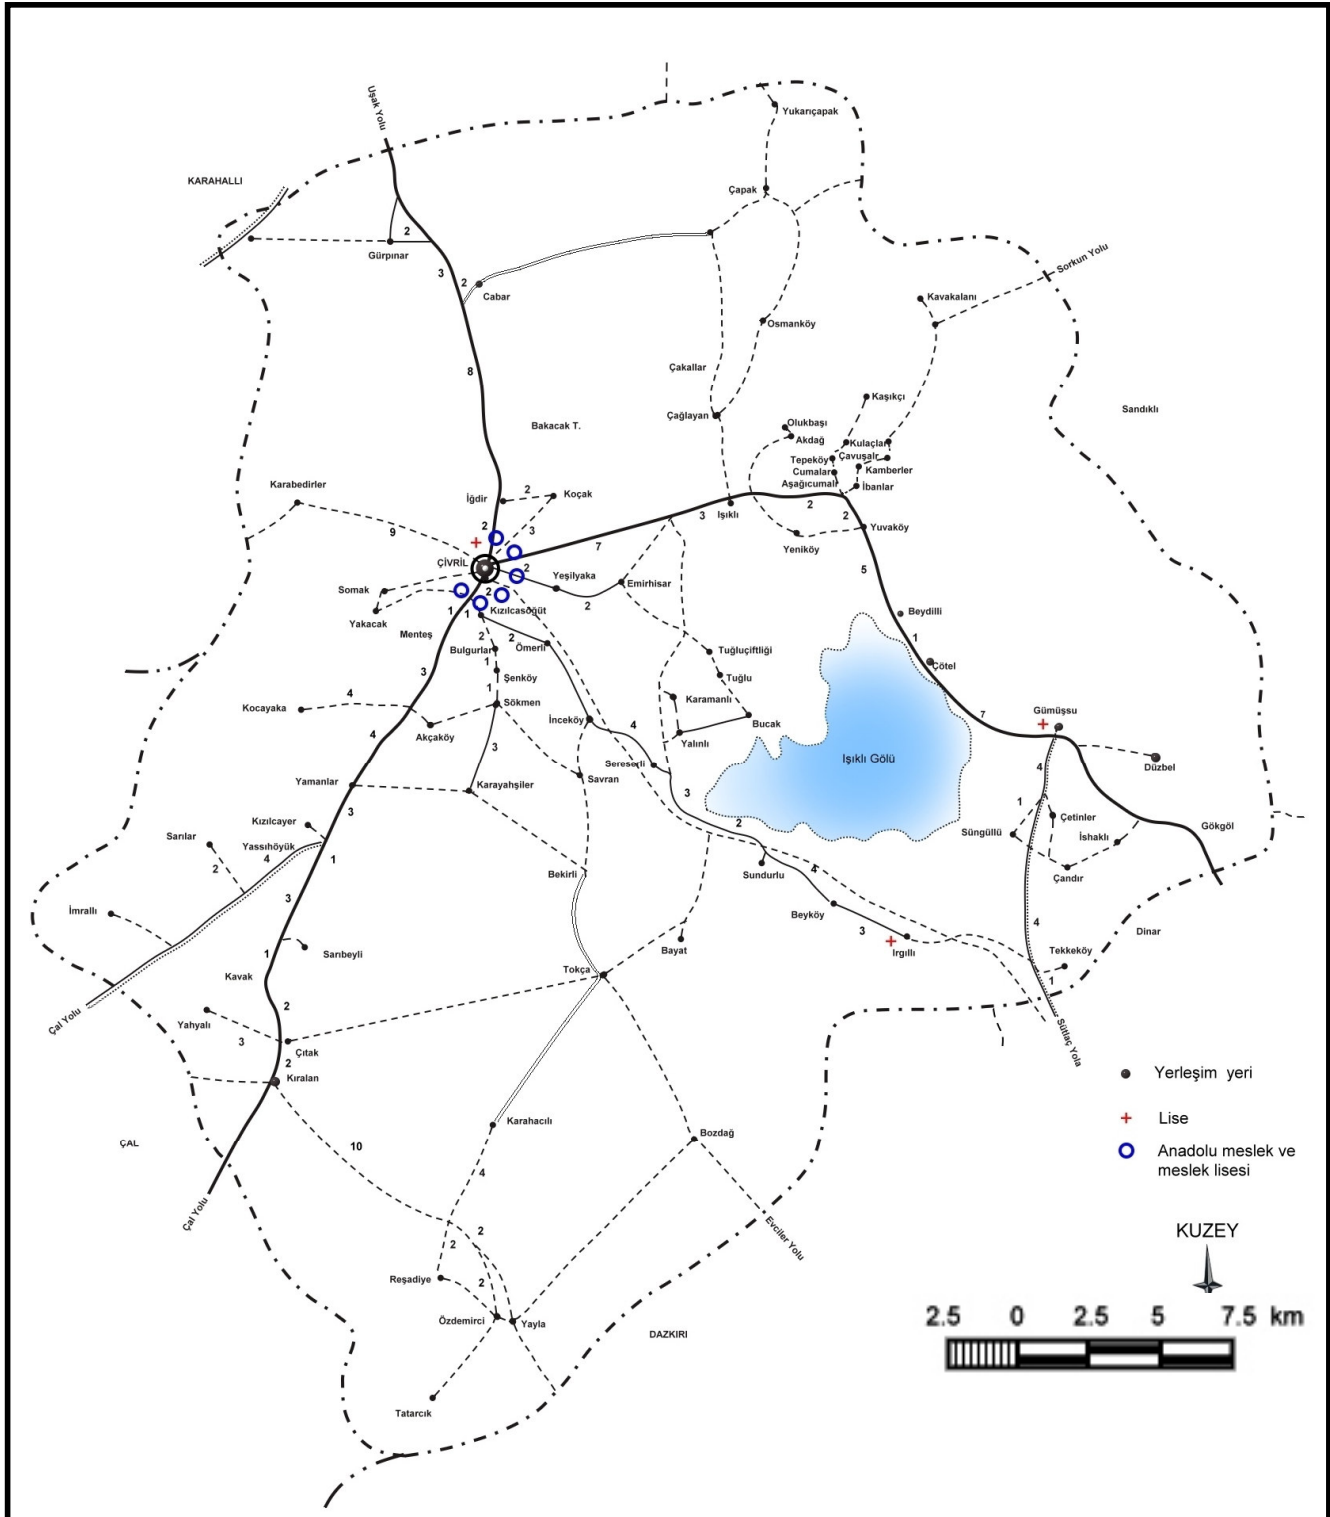 Uşak Yolu
Yukarıçapak
KARAHALLI
Çapak
2
Gürpınar
3
2
Cabar
Sorkun Yolu
Kavakalanı
Osmanköy
8
Çakallar
Kaşıkçı
Sandıklı
Çağlayan
Olukbaşı
Bakacak T.
Akdağ
Kulaçlar
Tepeköy
Çavuşalr
Cumalar
Kamberler
Aşağıcumalr
İbanlar
Karabedirler
2
İğdir
Koçak
2
3
Işıklı
2
2
3
9
7
Yuvaköy
Yeniköy
ÇİVRİL
2
Yeşilyaka
Emirhisar
5
Somak
2
2
Kızılcasöğüt
Yakacak
1
1
Beydilli
Menteş
2
2
1
Bulgurlar
Ömerli
Tuğluçiftliği
1
Çötel
3
Şenköy
Tuğlu
4
1
Karamanlı
Kocayaka
Sökmen
İnceköy
4
Bucak
7
Gümüşsu
4
Akçaköy
Yalınlı
3
Işıklı Gölü
Sereserli
4
Düzbel
Yamanlar
Karayahşiler
Savran
3
3
1
Kızılcayer
2
Çetinler
Sarılar
Süngüllü
İshaklı
Gökgöl
Yassıhöyük
4
1
2
Bekirli
Sundurlu
4
Çandır
3
İmrallı
Beyköy
3
4
Dinar
1
Sarıbeyli
Bayat
Irgıllı
Tekkeköy
Kavak
Tokça
1
2
Çal Yolu
Yahyalı
3
Çıtak
Sütlaç Yola
2
Kıralan
Yerleşim yeri
Karahacılı
Lise
Bozdağ
ÇAL
10
Anadolu meslek ve
meslek lisesi
4
Çal Yolu
2
2
Evciler Yolu
KUZEY
Reşadiye
2
Özdemirci
Yayla
2.5 0 2.5 5 7.5 km
DAZKIRI
Tatarcık